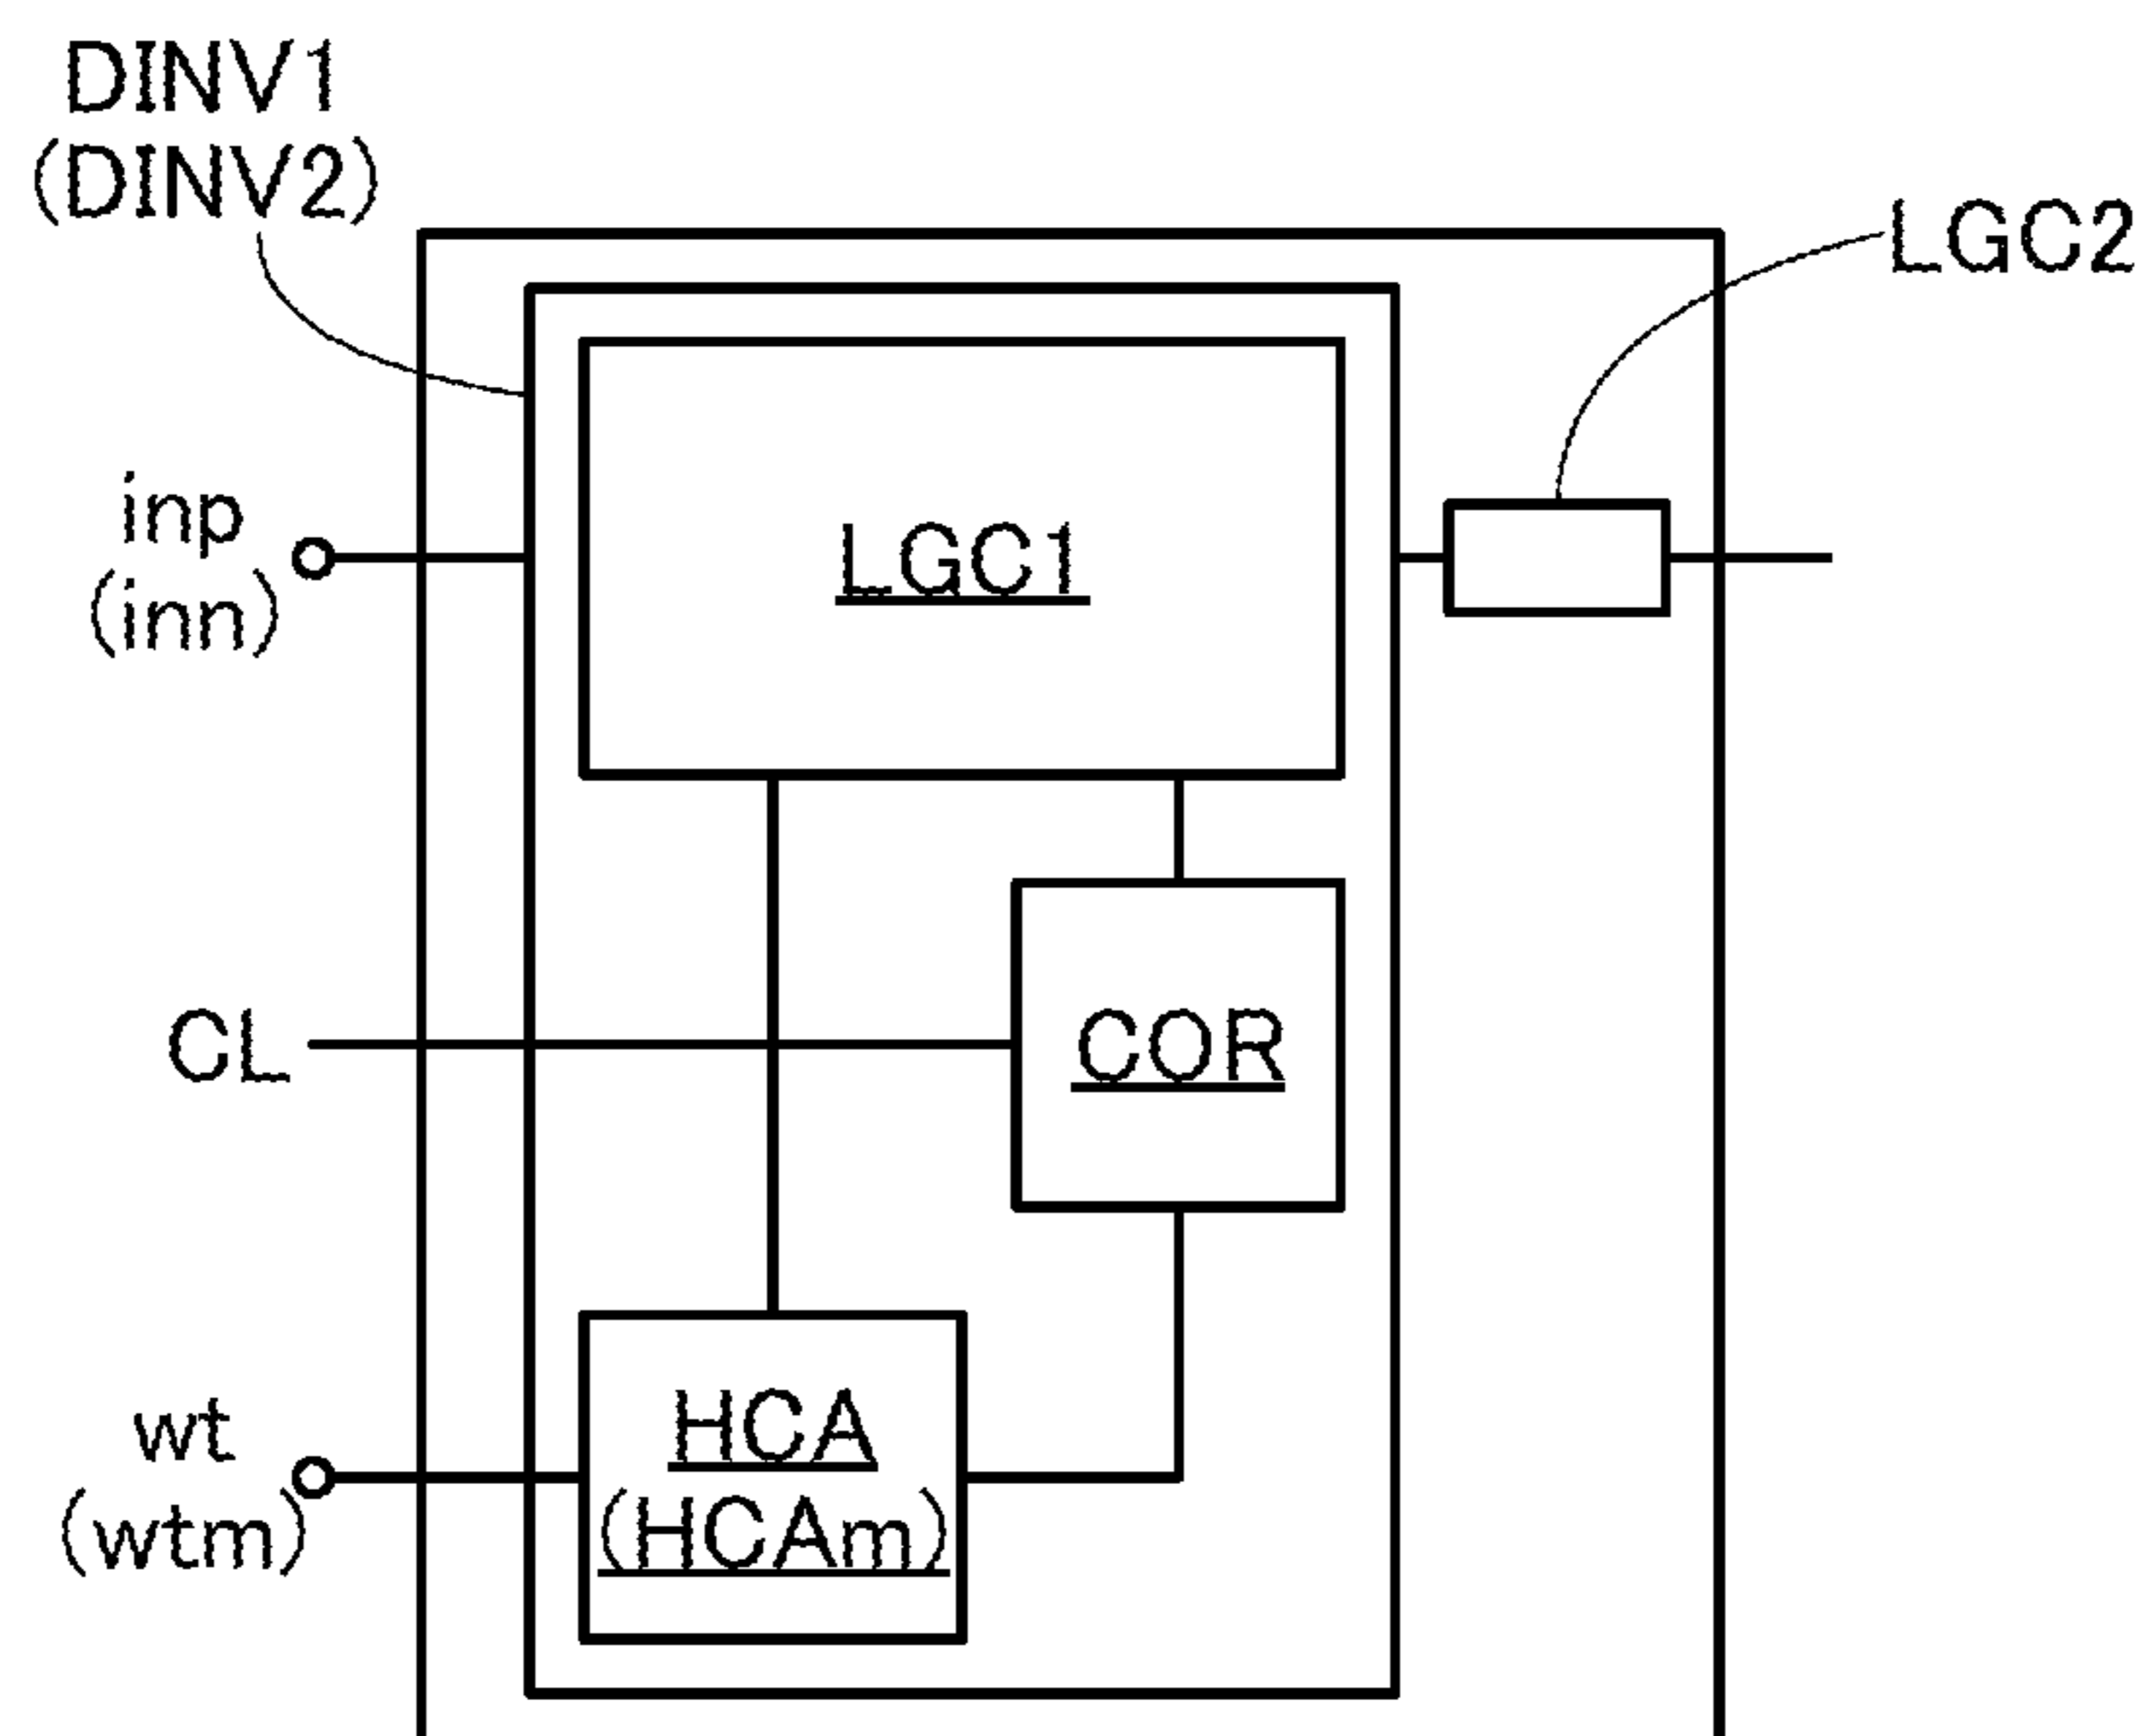 DINV1
(DINV2)
LGC2
inp
(inn)
LGC1
CL
COR
wt
(wtm)
HCA
(HCAm)